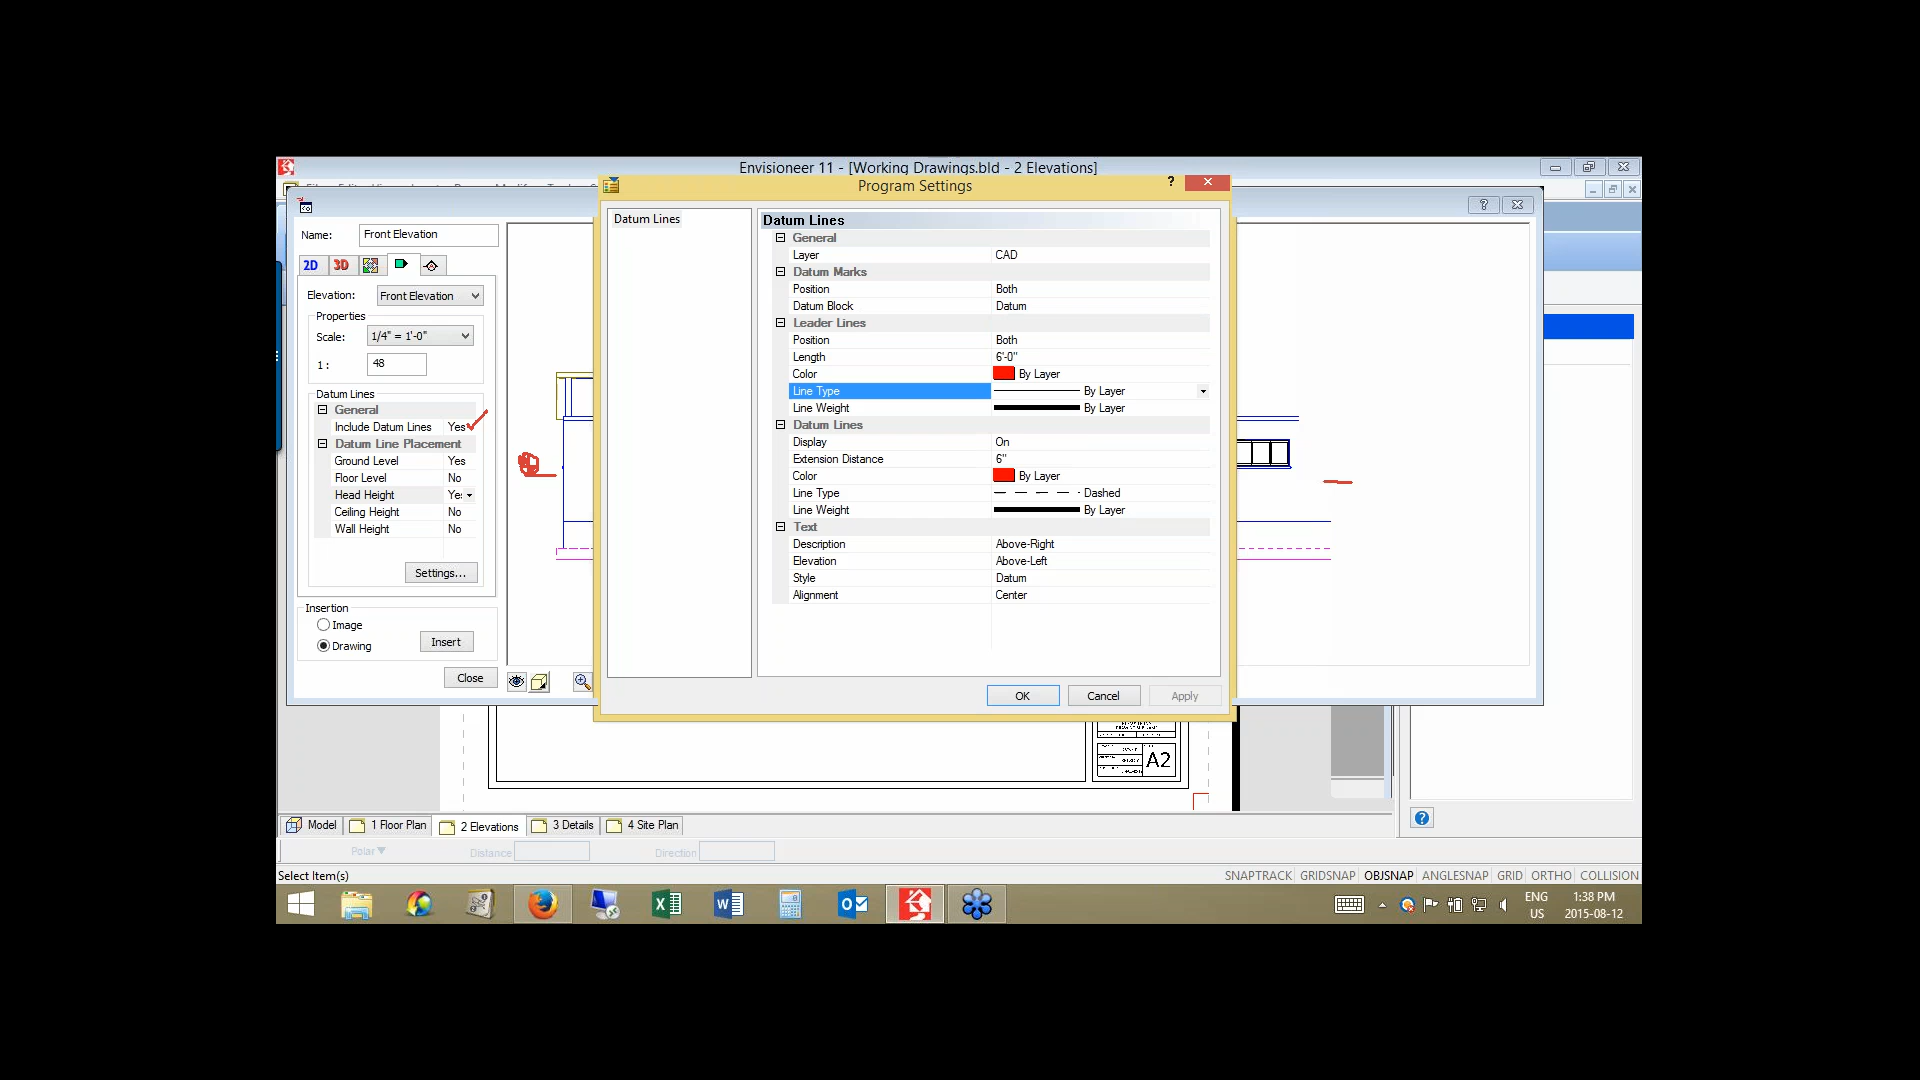 Envisioneer 11 - [Working Drawings.bld - 2 Elevations]
Program Settings
?
Name: Front Elevation
2D 3D
Elevation: Front Elevation
Properties
Scale: 1/4" = 1'-0"
1 : 48
Datum Lines
General
Include Datum Lines Yes
Datum Line Placement
Ground Level Yes
Floor Level No
Head Height Yes
Ceiling Height No
Wall Height No
Settings...
Insertion
Image
Drawing
Insert
Close
Datum Lines
Datum Lines
General
Layer CAD
Datum Marks
Position Both
Datum Block Datum
Leader Lines
Position Both
Length 6'-0"
Color By Layer
Line Type By Layer
Line Weight By Layer
Datum Lines
Display On
Extension Distance 6"
Color By Layer
Line Type Dashed
Line Weight By Layer
Text
Description Above-Right
Elevation Above-Left
Style Datum
Alignment Center
OK Cancel Apply
?
A2
Model 1 Floor Plan 2 Elevations 3 Details 4 Site Plan
?
Polar Distance Direction
Select Item(s)
SNAPTRACK GRIDSNAP OBJSNAP ANGLESNAP GRID ORTHO COLLISION
ENG 1:38 PM
US 2015-08-12